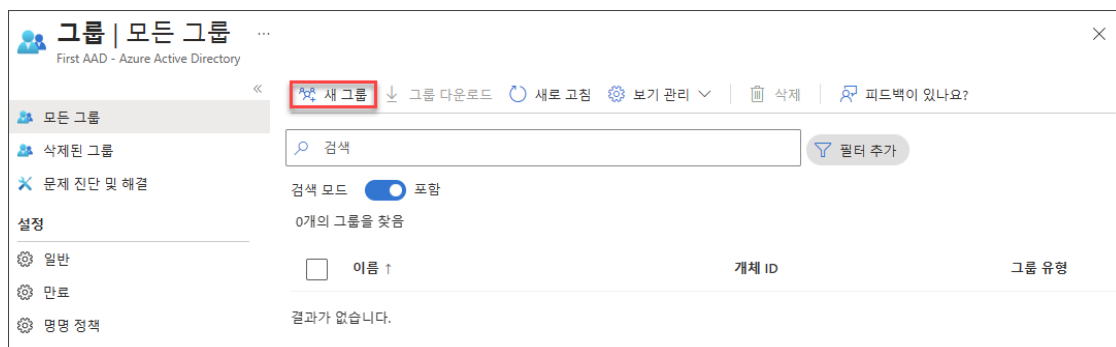 그룹 | 모든 그룹 ...
First AAD - Azure Active Directory
«
모든 그룹
삭제된 그룹
문제 진단 및 해결
설정
일반
만료
명명 정책
새 그룹 그룹 다운로드 새로 고침 보기 관리 삭제 피드백이 있나요?
검색 필터 추가
검색 모드 포함
0개의 그룹을 찾음
이름 ↑ 개체 ID 그룹 유형
결과가 없습니다.